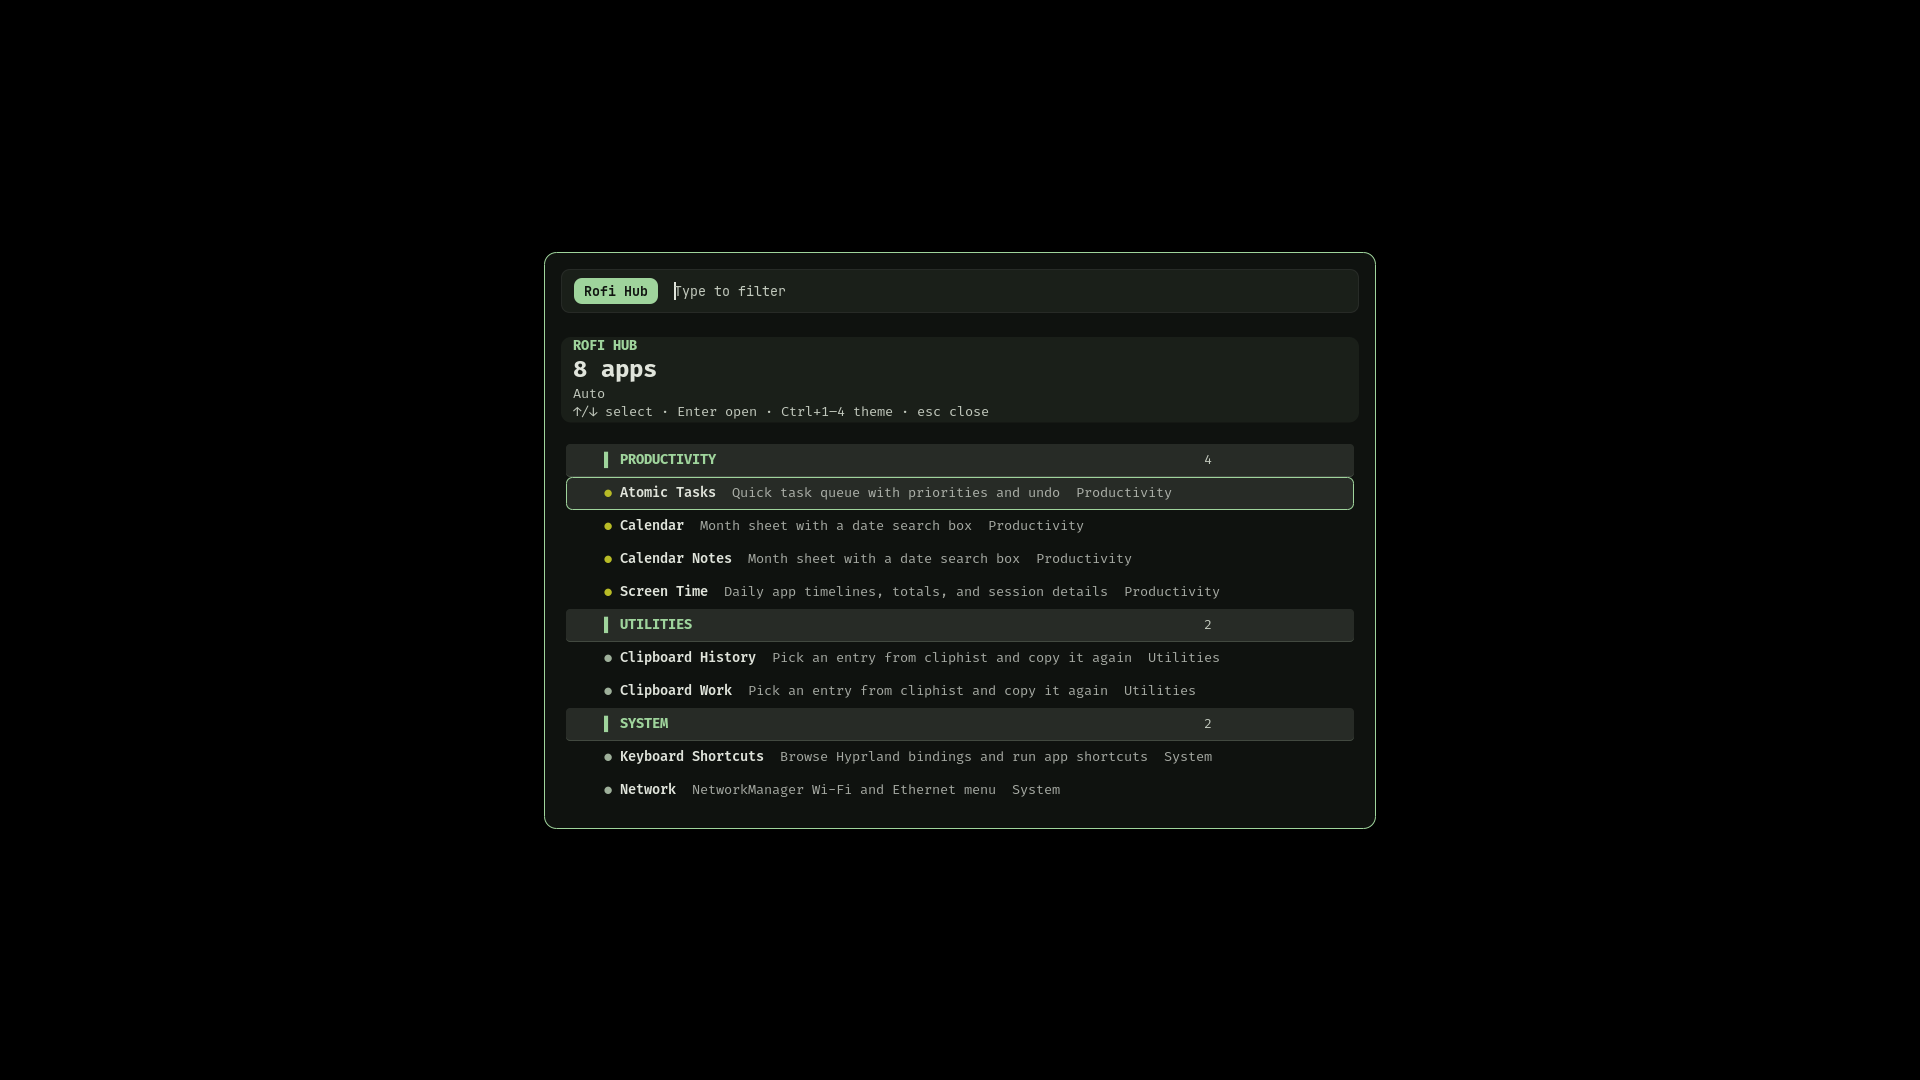 Rofi Hub Type to filter
ROFI HUB
8 apps
Auto
↑/↓ select · Enter open · Ctrl+1–4 theme · esc close
PRODUCTIVITY 4
● Atomic Tasks Quick task queue with priorities and undo Productivity
● Calendar Month sheet with a date search box Productivity
● Calendar Notes Month sheet with a date search box Productivity
● Screen Time Daily app timelines, totals, and session details Productivity
UTILITIES 2
● Clipboard History Pick an entry from cliphist and copy it again Utilities
● Clipboard Work Pick an entry from cliphist and copy it again Utilities
SYSTEM 2
● Keyboard Shortcuts Browse Hyprland bindings and run app shortcuts System
● Network NetworkManager Wi-Fi and Ethernet menu System